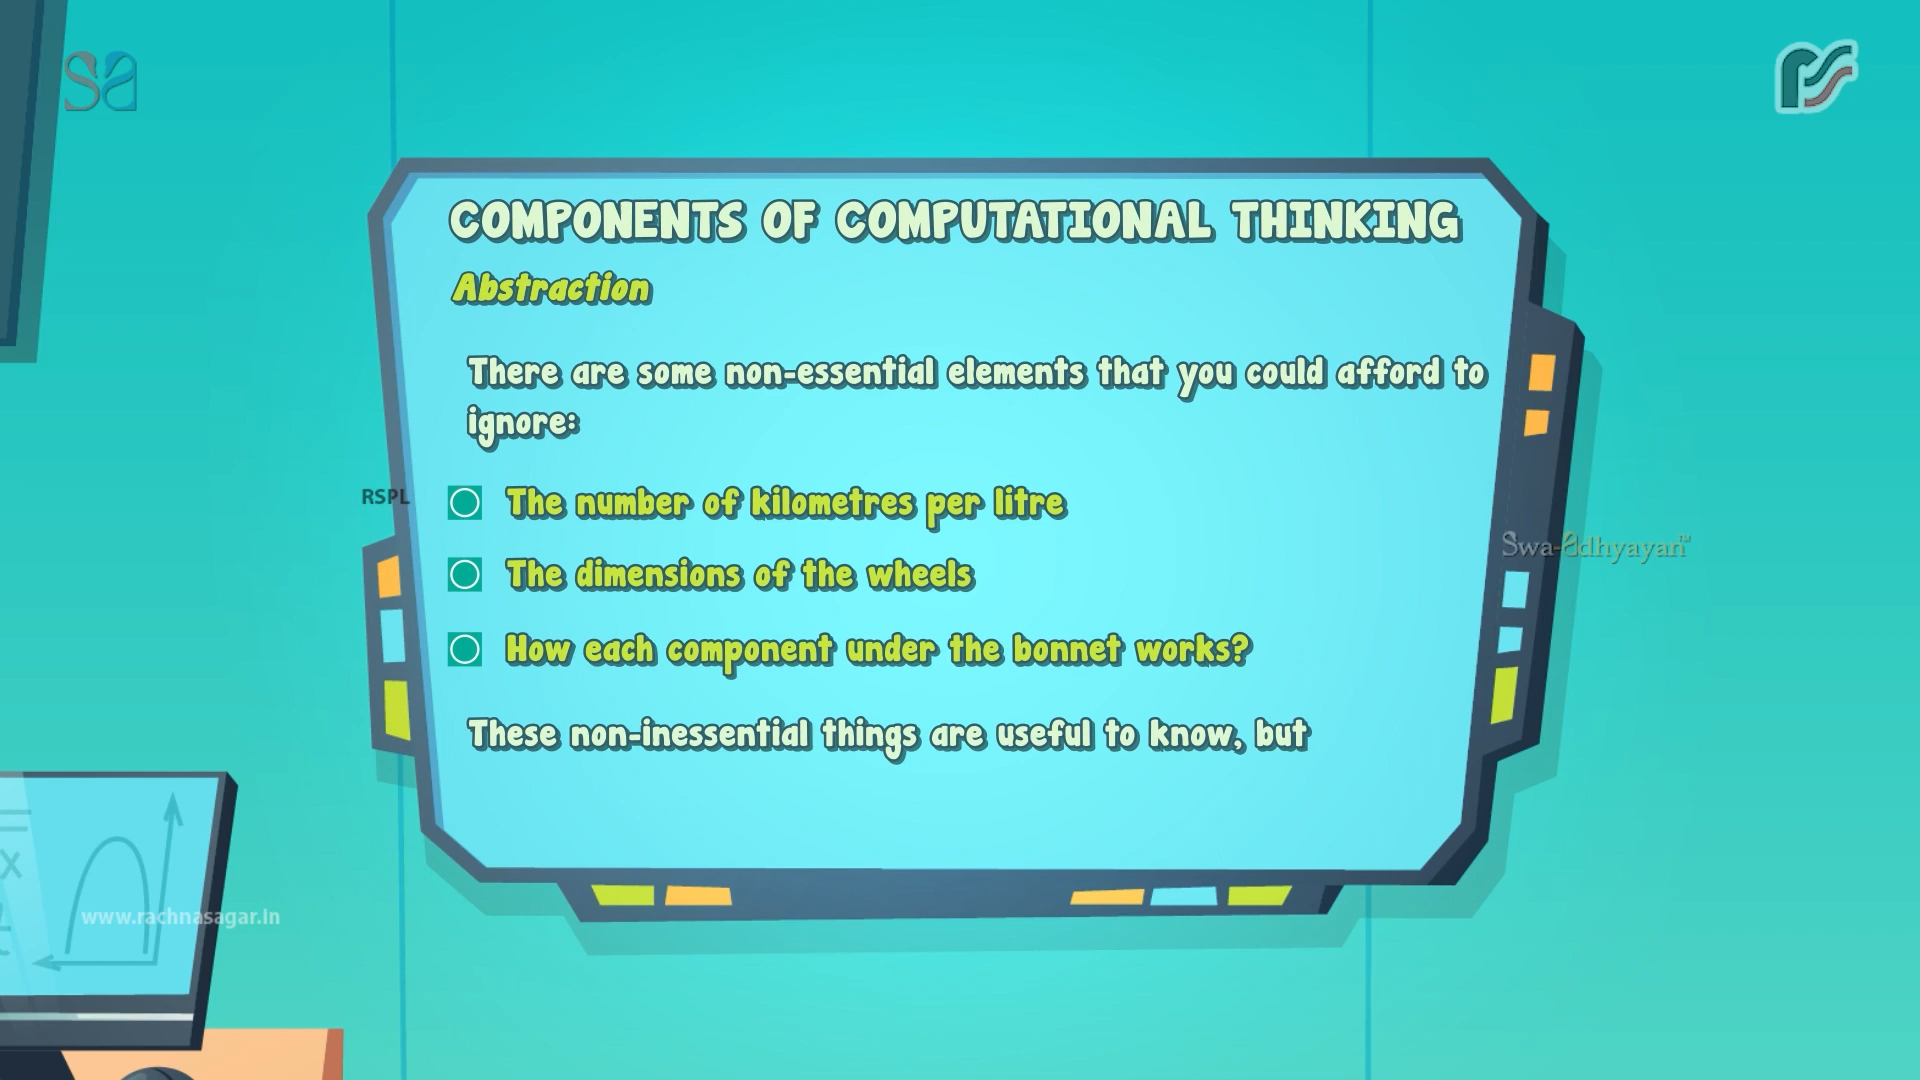 sa
COMPONENTS OF COMPUTATIONAL THINKING
Abstraction
There are some non-essential elements that you could afford to
ignore:
RSPL
The number of kilometres per litre
Swa-adhyayan™
The dimensions of the wheels
How each component under the bonnet works?
These non-inessential things are useful to know, but
x
www.rachnasagar.in